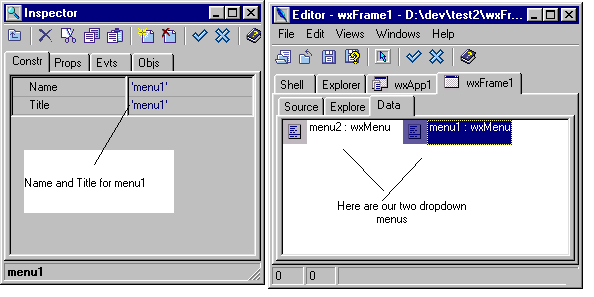 Inspector
Constr Props Evts Objs
Name 'menu1'
Title 'menu1'
Name and Title for menu1
menu1
Editor - wxFrame1 - D:\dev\test2\wxFr...
File Edit Views Windows Help
Shell Explorer wxApp1 wxFrame1
Source Explore Data
menu2 : wxMenu menu1 : wxMenu
Here are our two dropdown
menus
0 0